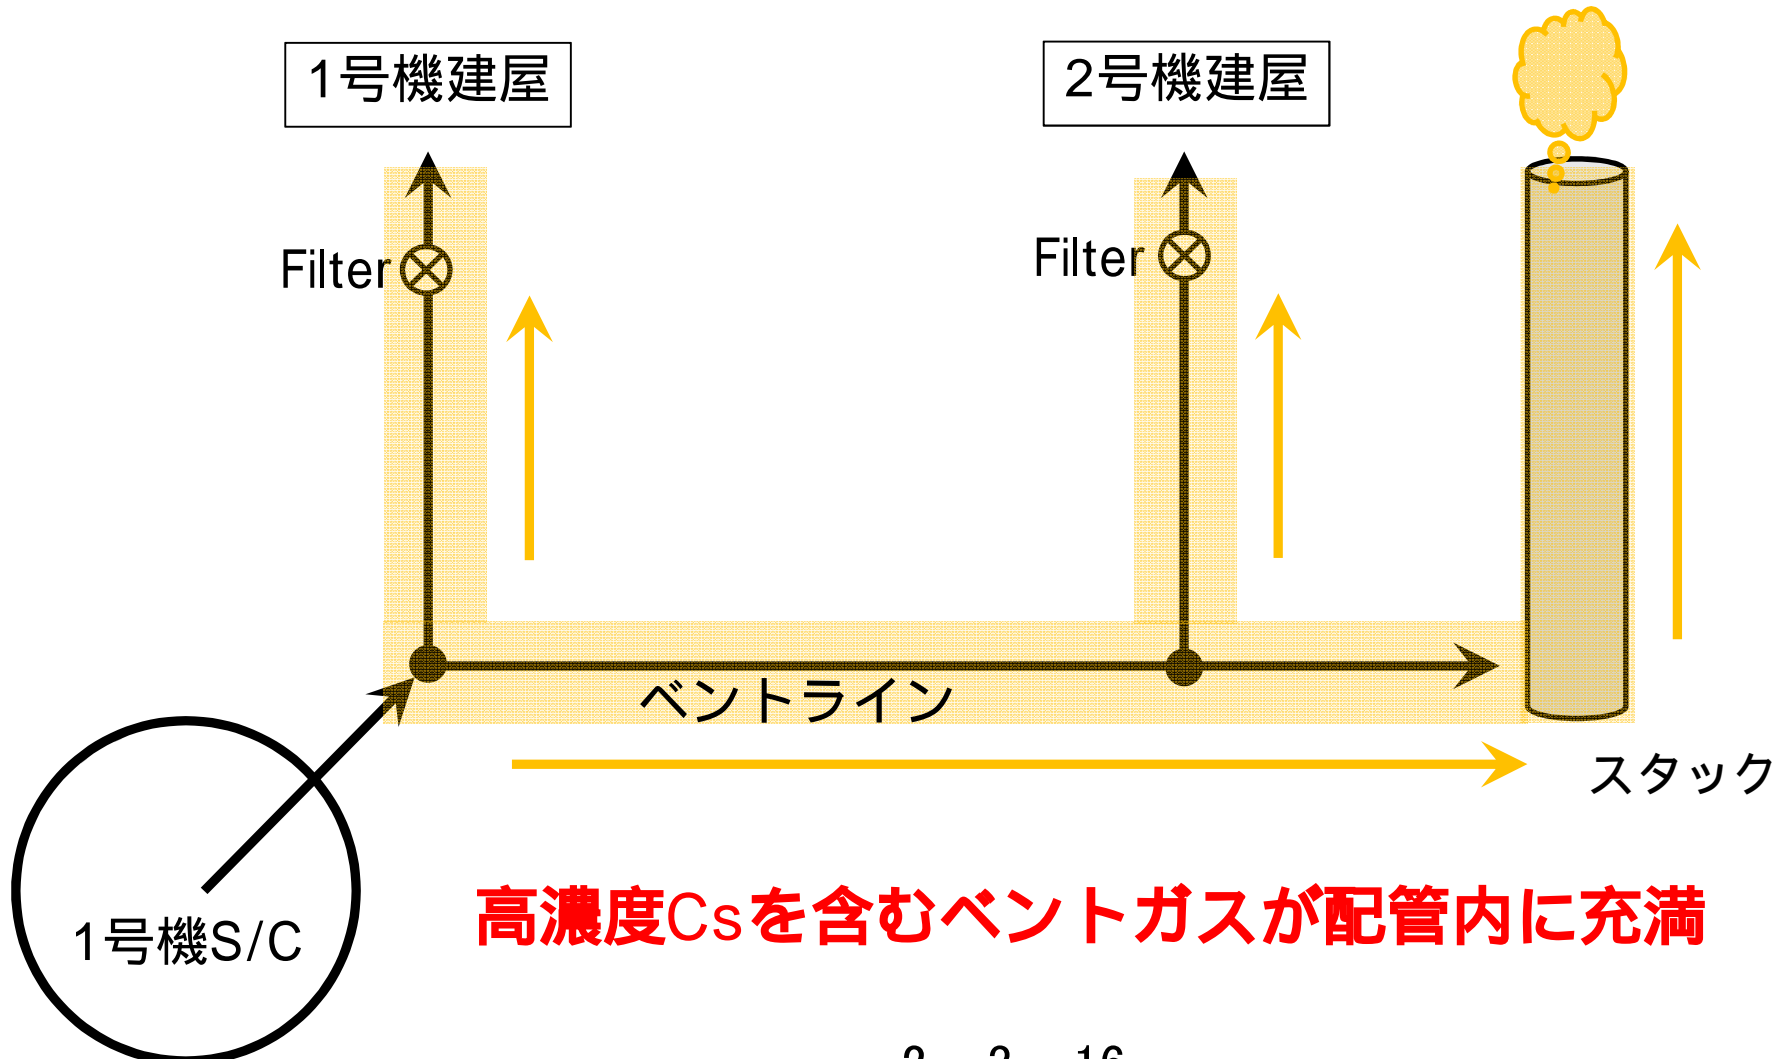 1号機建屋
2号機建屋
Filter
Filter
ベントライン
スタック
1号機S/C
高濃度Csを含むベントガスが配管内に充満